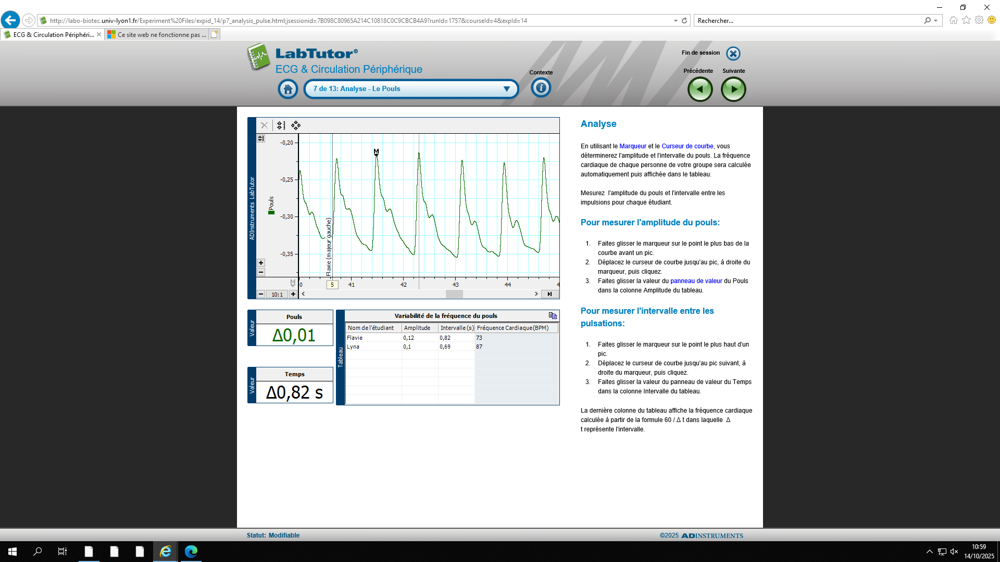 http://labo-biotec.univ-lyon1.fr/Experiment%20Files/expid_14/p7_analysis_pulse.html;jsessionid=7B098C80965A214C10818C0C9CBCB4A9?runId=1757&courseId=4&expId=14
Rechercher...
ECG & Circulation Périphéri...
Ce site web ne fonctionne pas ...
LabTutor®
ECG & Circulation Périphérique
7 de 13: Analyse - Le Pouls
Contexte
Fin de session
Précédente
Suivante
ADInstruments LabTutor
Pouls
-0,20
-0,25
-0,30
-0,35
M
Flavie (majeur gauche)
M
0
5
41
42
43
44
4
10:1
Valeur
Pouls
Δ0,01
Valeur
Temps
Δ0,82 s
Tableau
Variabilité de la fréquence du pouls
Nom de l'étudiant Amplitude Intervalle (s) Fréquence Cardiaque(BPM)
Flavie 0,12 0,82 73
Lyna 0,1 0,69 87
Analyse
En utilisant le Marqueur et le Curseur de courbe, vous
déterminerez l'amplitude et l'intervalle du pouls. La fréquence
cardiaque de chaque personne de votre groupe sera calculée
automatiquement puis affichée dans le tableau.
Mesurez l'amplitude du pouls et l'intervalle entre les
impulsions pour chaque étudiant.
Pour mesurer l'amplitude du pouls:
1. Faites glisser le marqueur sur le point le plus bas de la
courbe avant un pic.
2. Déplacez le curseur de courbe jusqu'au pic, à droite du
marqueur, puis cliquez.
3. Faites glisser la valeur du panneau de valeur du Pouls
dans la colonne Amplitude du tableau.
Pour mesurer l'intervalle entre les
pulsations:
1. Faites glisser le marqueur sur le point le plus haut d'un
pic.
2. Déplacez le curseur de courbe jusqu'au pic suivant, à
droite du marqueur, puis cliquez.
3. Faites glisser la valeur du panneau de valeur du Temps
dans la colonne Intervalle du tableau.
La dernière colonne du tableau affiche la fréquence cardiaque
calculée à partir de la formule 60 / Δ t dans laquelle Δ
t représente l'intervalle.
Statut: Modifiable
©2025 ADINSTRUMENTS
10:59
14/10/2025